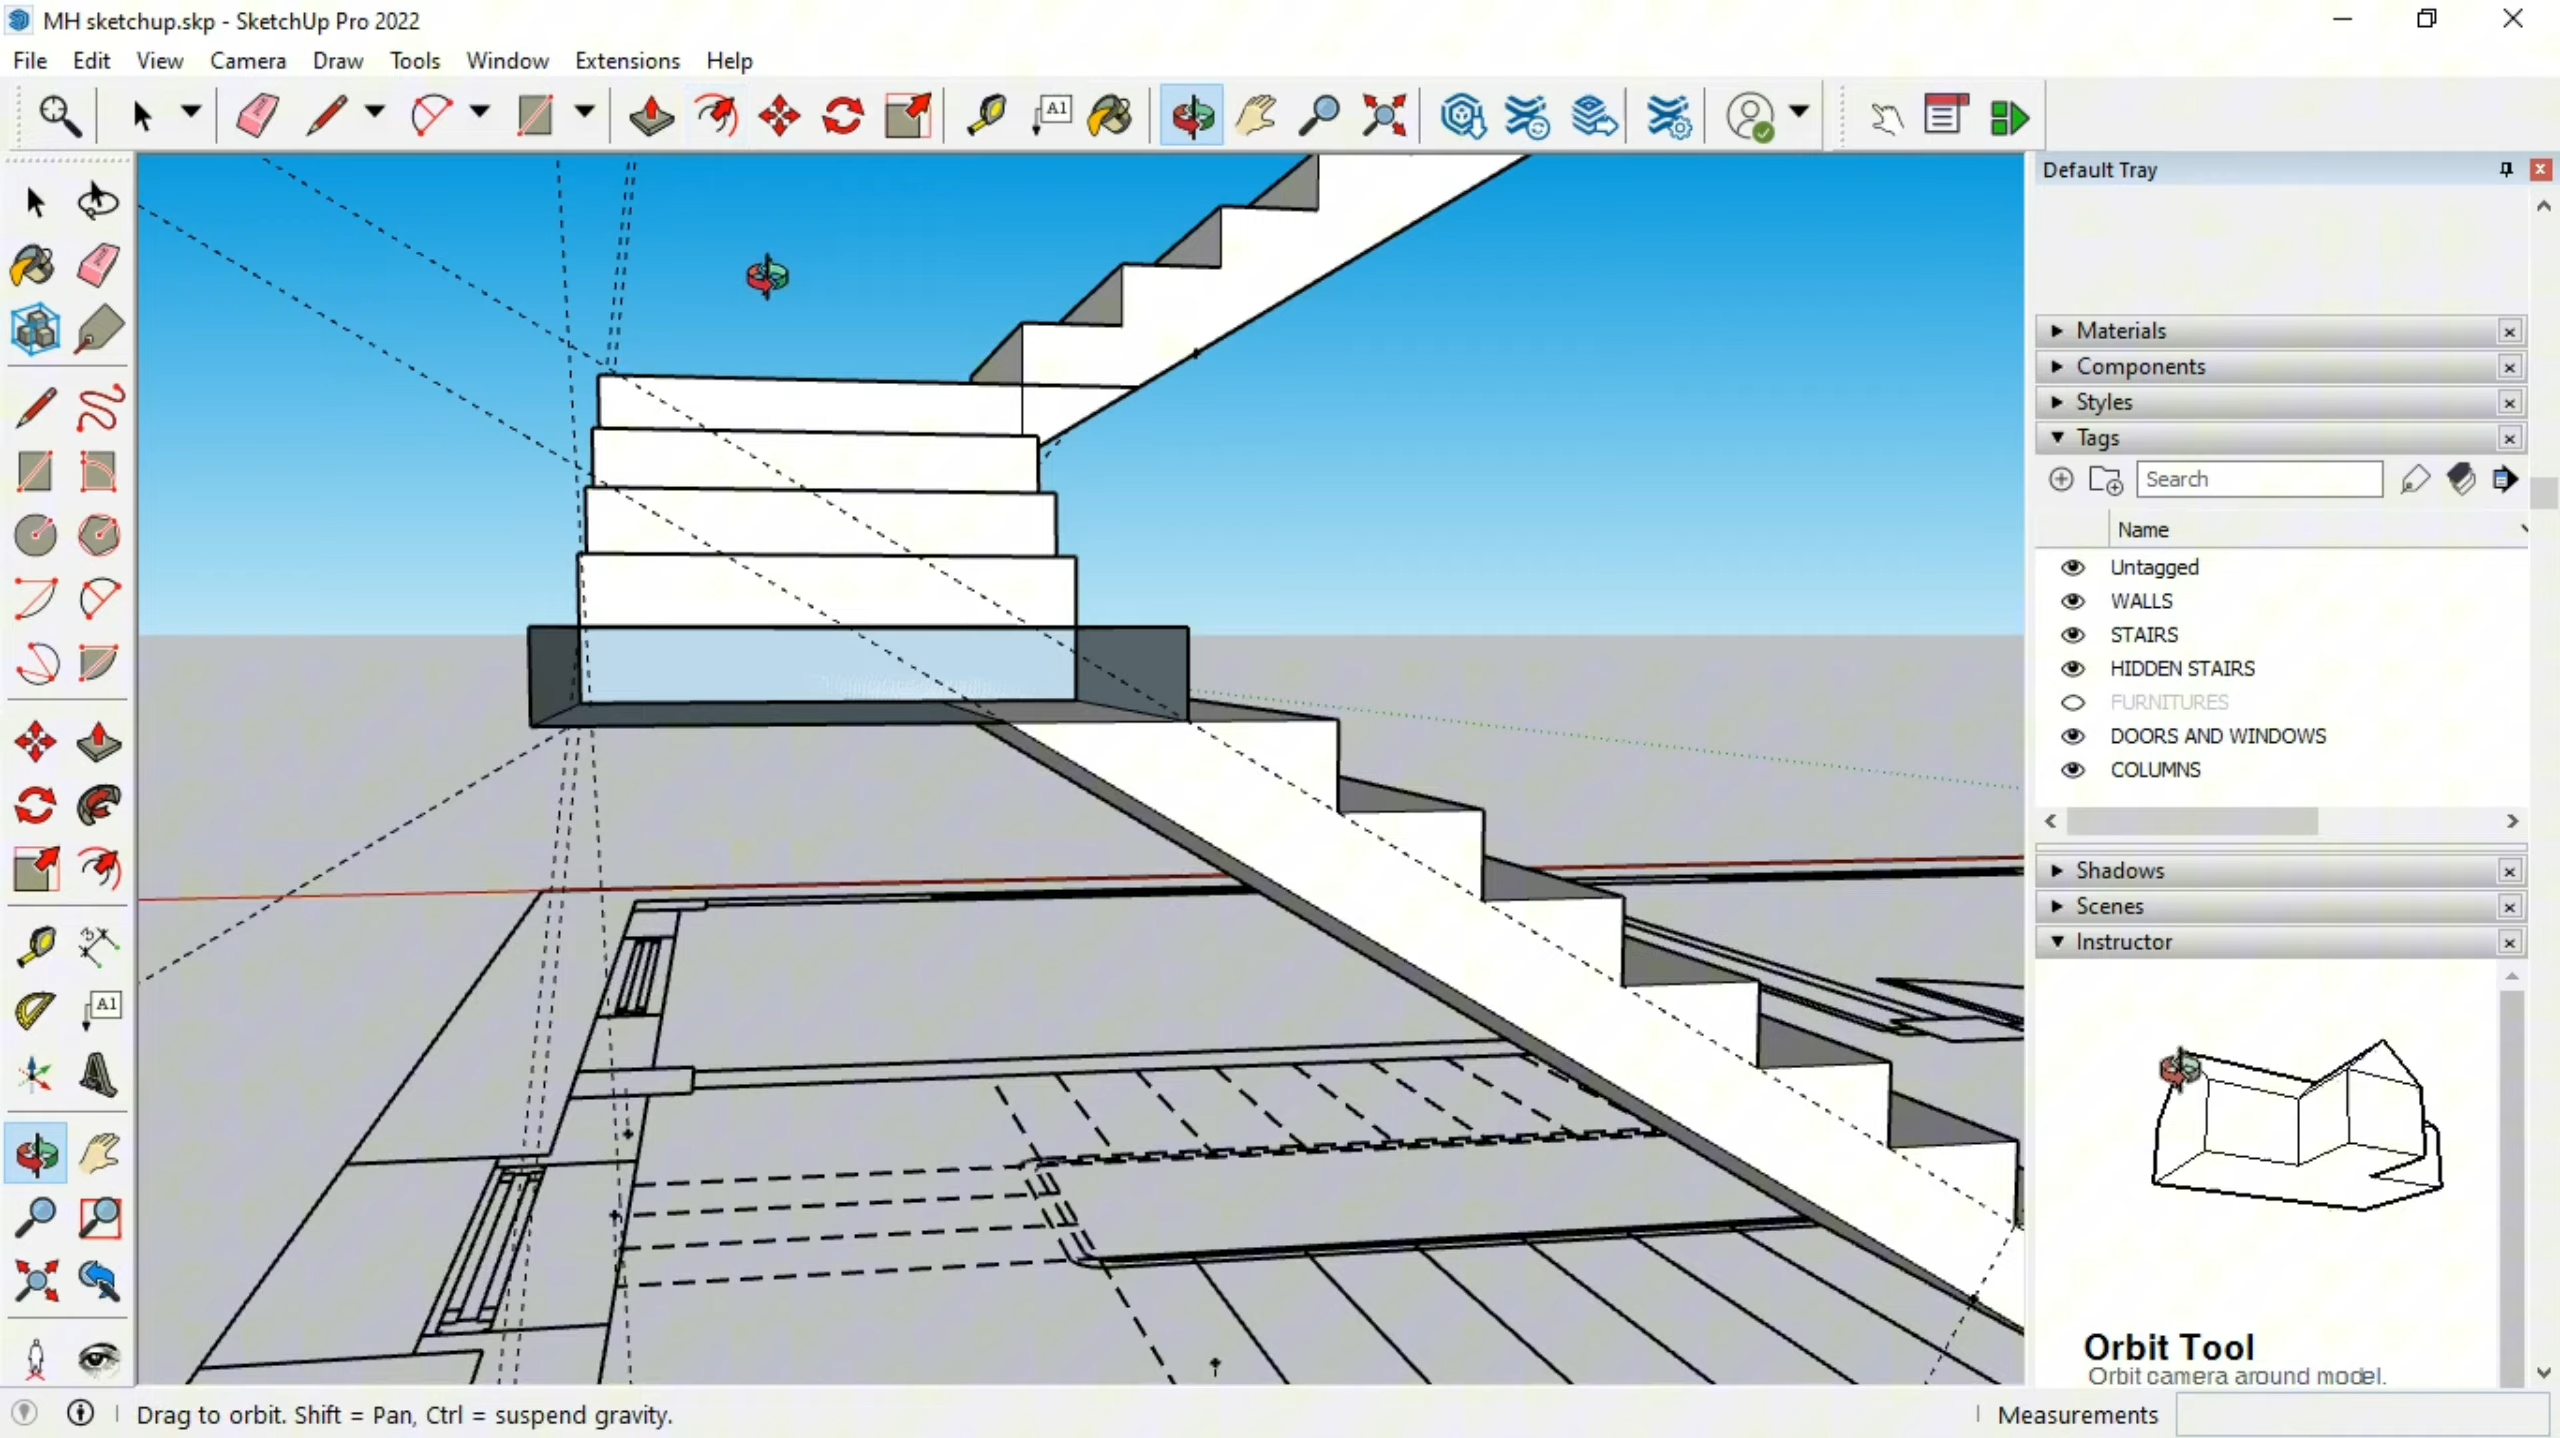 MH sketchup.skp - SketchUp Pro 2022
File Edit View Camera Draw Tools Window Extensions Help
A1
Default Tray
Materials
Components
Styles
Tags
Search
Name
Untagged
WALLS
STAIRS
HIDDEN STAIRS
FURNITURES
DOORS AND WINDOWS
COLUMNS
Shadows
Scenes
Instructor
A1
Orbit Tool
Orbit camera around model.
Drag to orbit. Shift = Pan, Ctrl = suspend gravity.
Measurements